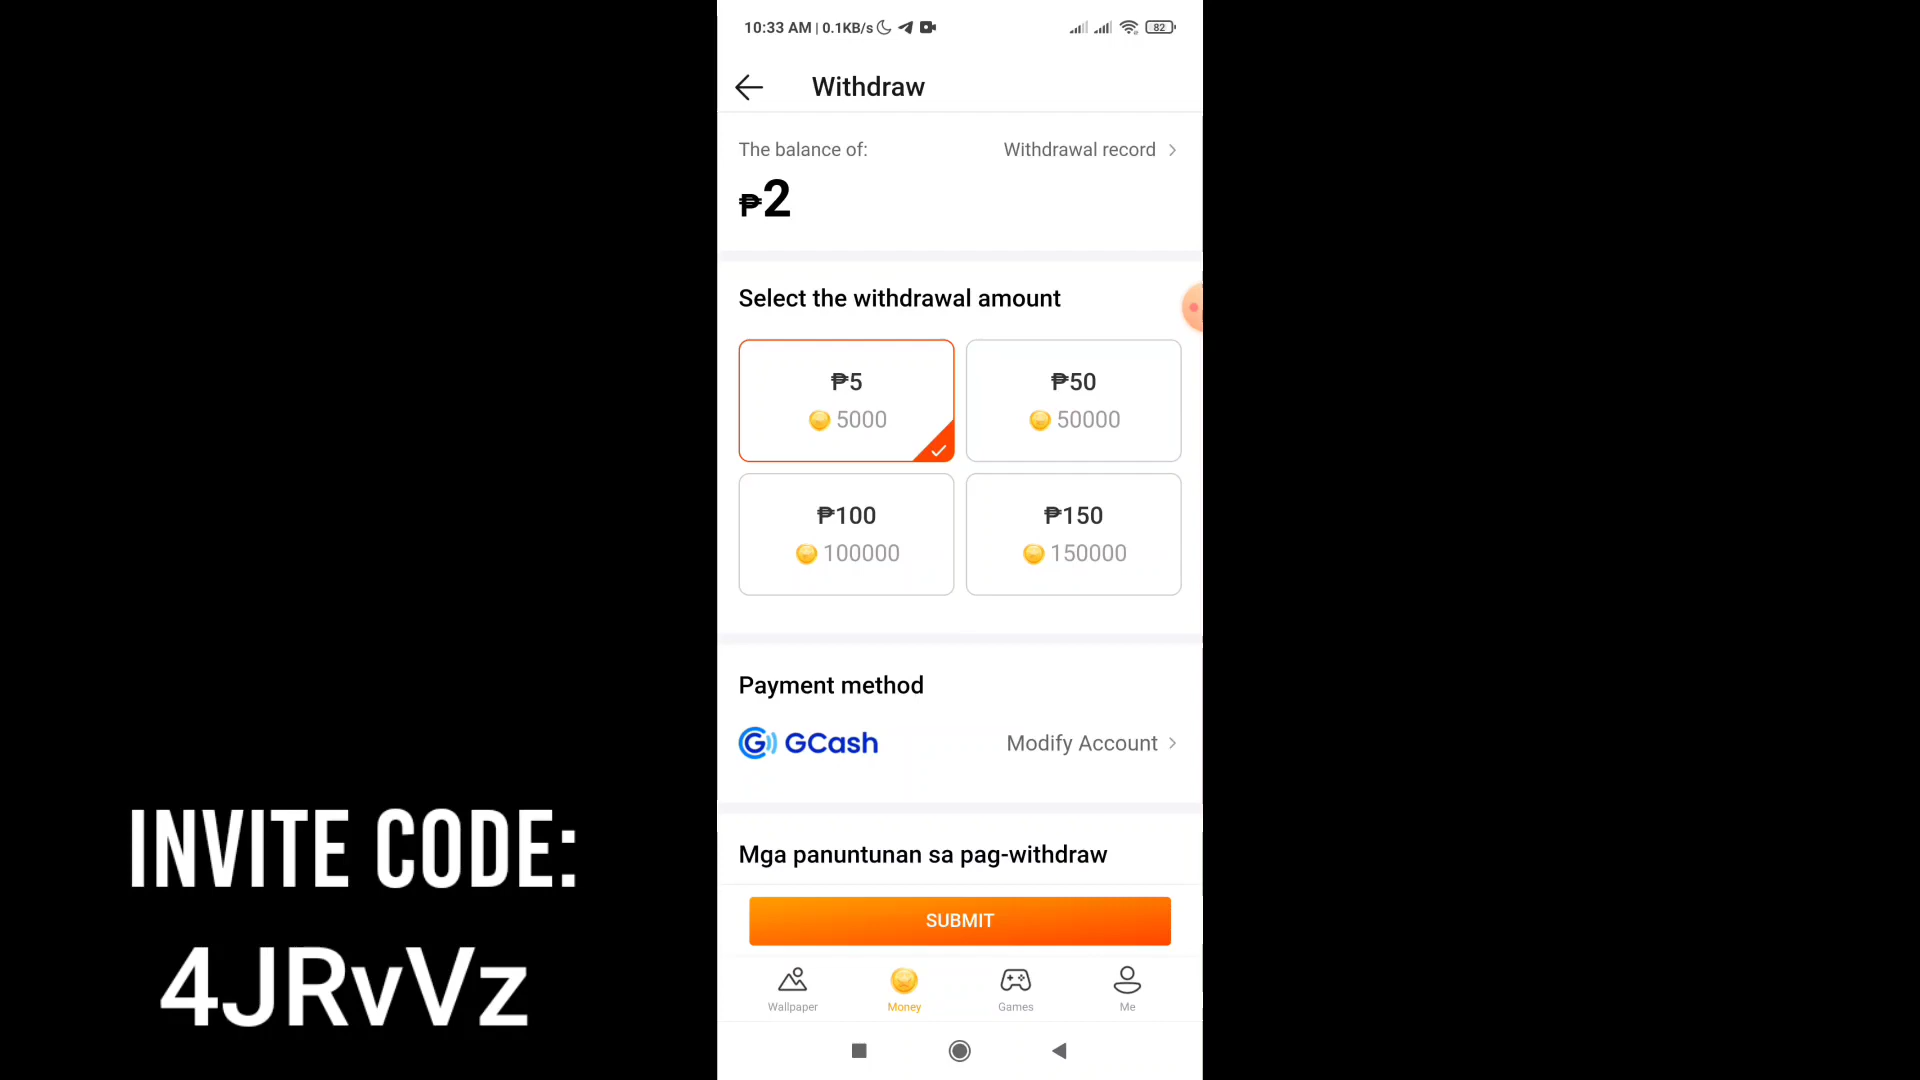 10:33 AM | 0.1KB/s
82
Withdraw
The balance of:
Withdrawal record
₱2
Select the withdrawal amount
₱5
5000
₱50
50000
₱100
100000
₱150
150000
Payment method
GCash
Modify Account
Mga panuntunan sa pag-withdraw
SUBMIT
Wallpaper
Money
Games
Me
INVITE CODE:
4JRvVz